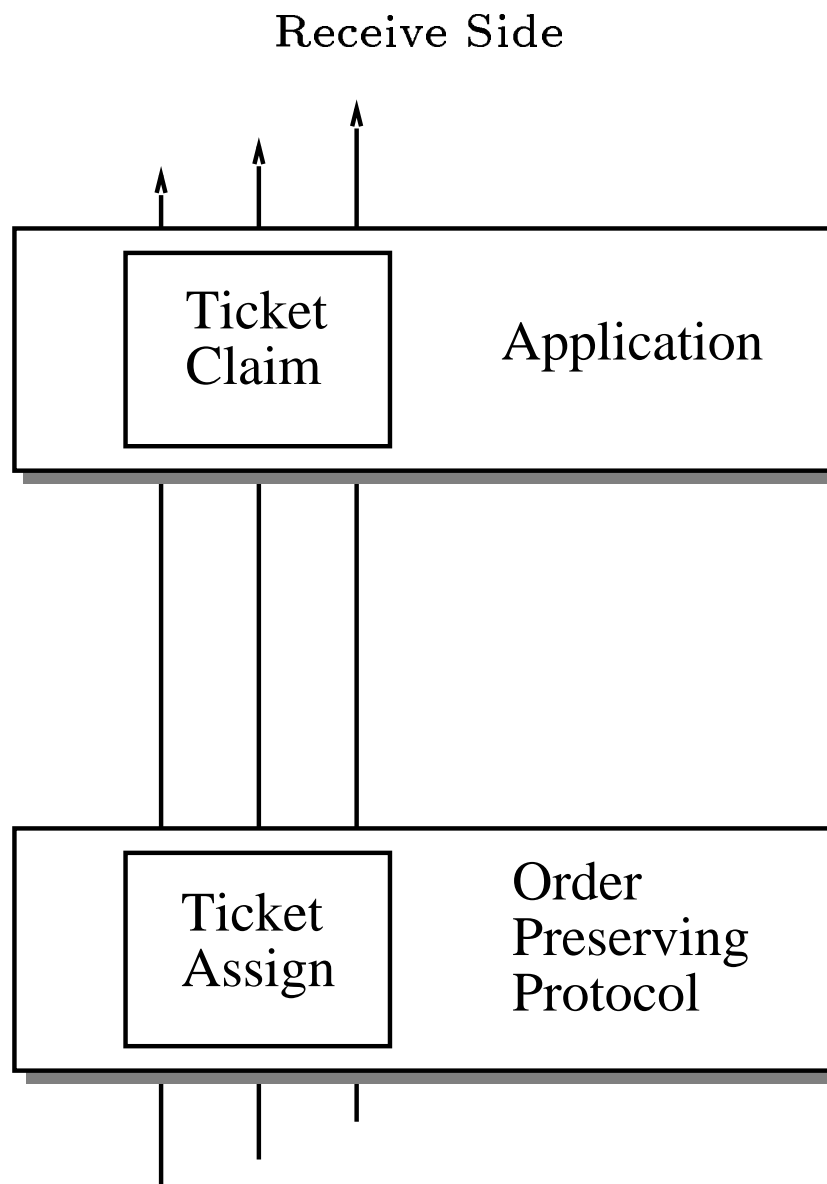 Receive Side
Ticket
Claim
Application
Ticket
Assign
Order
Preserving
Protocol